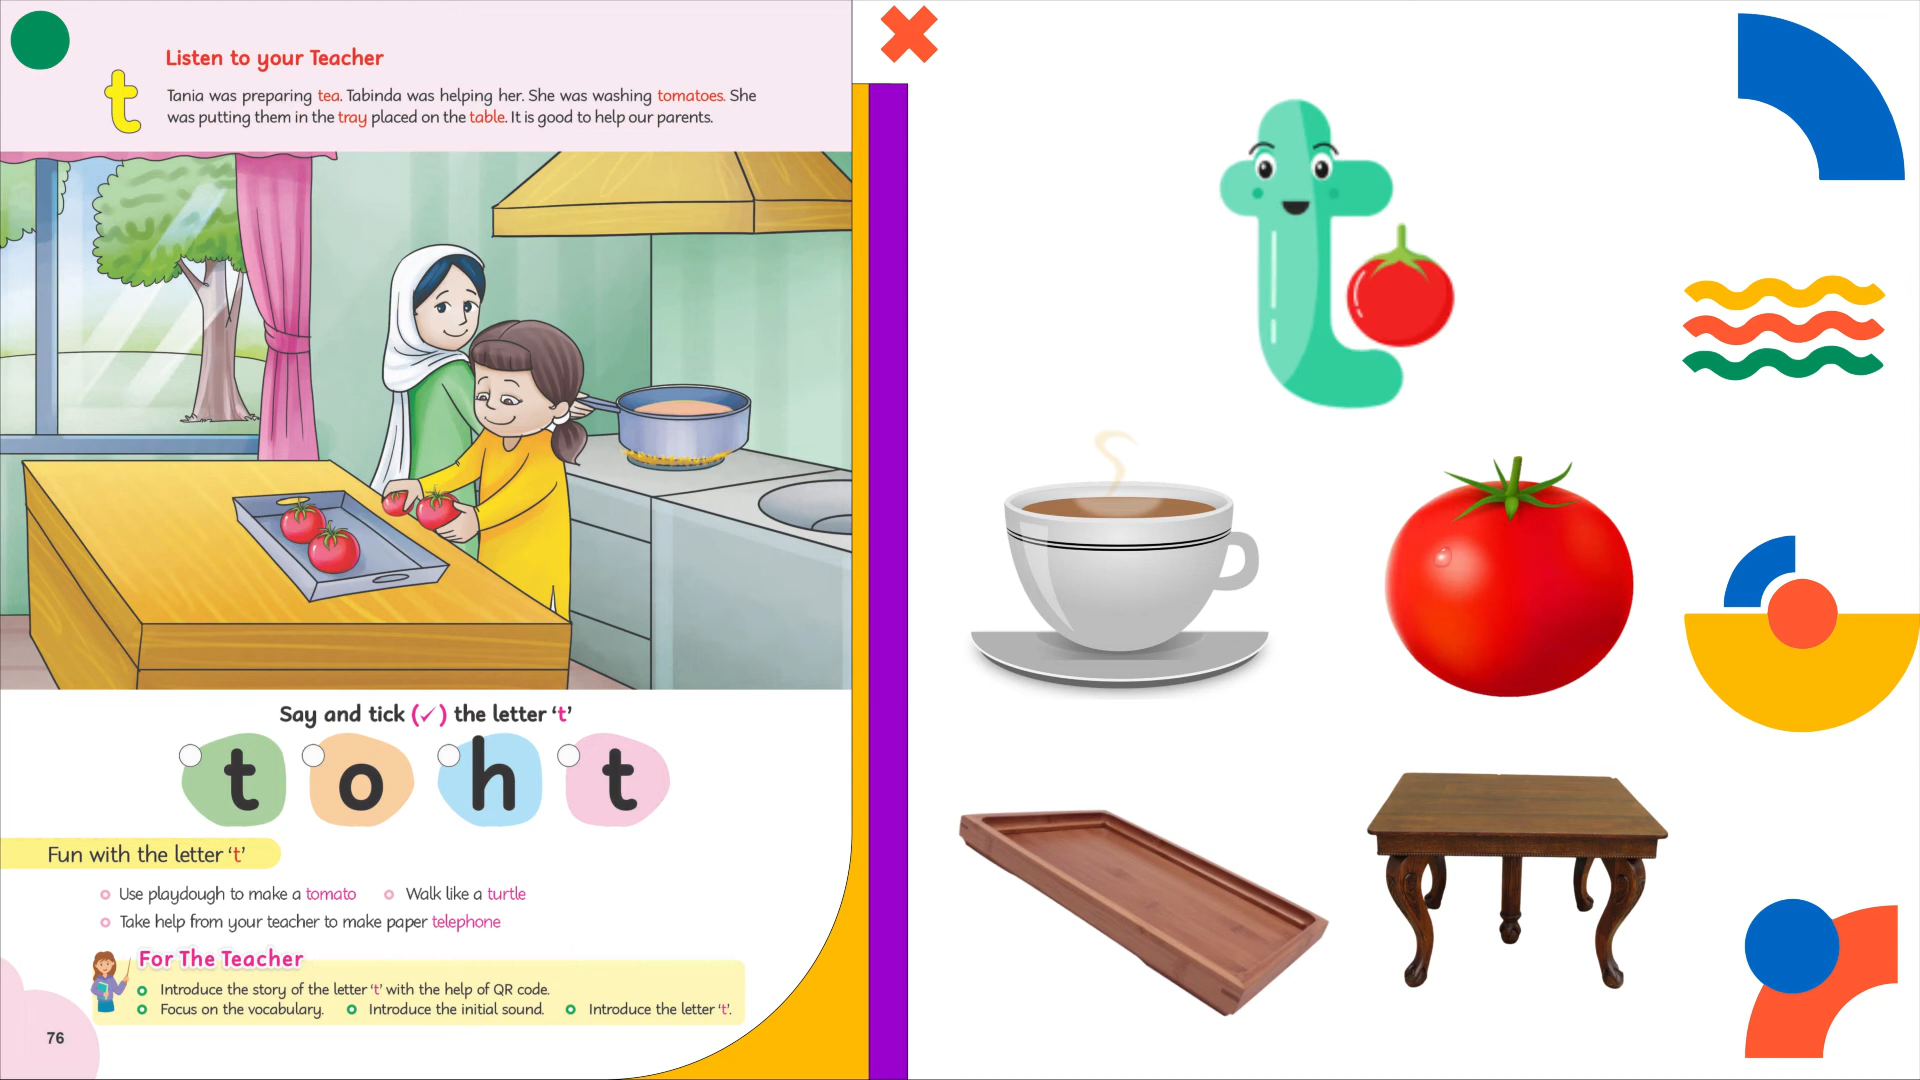 Listen to your Teacher
t
Tania was preparing tea. Tabinda was helping her. She was washing tomatoes. She
was putting them in the tray placed on the table. It is good to help our parents.
Say and tick (✓) the letter ‘t’
t o h t
Fun with the letter ‘t’
Use playdough to make a tomato
Walk like a turtle
Take help from your teacher to make paper telephone
For The Teacher
Introduce the story of the letter ‘t’ with the help of QR code.
Focus on the vocabulary.
Introduce the initial sound.
Introduce the letter ‘t’.
76
t